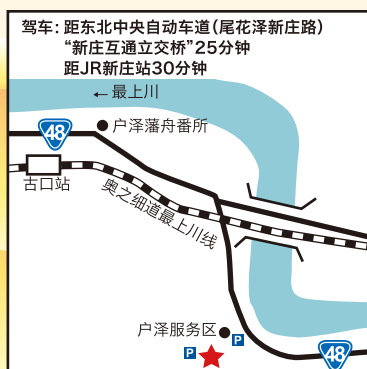 驾车：距东北中央自动车道（尾花泽新庄路）
“新庄互通立交桥”25分钟
距JR新庄站30分钟
←最上川
48
户泽藩舟番所
古口站
奥之细道最上川线
户泽服务区
P
P
48